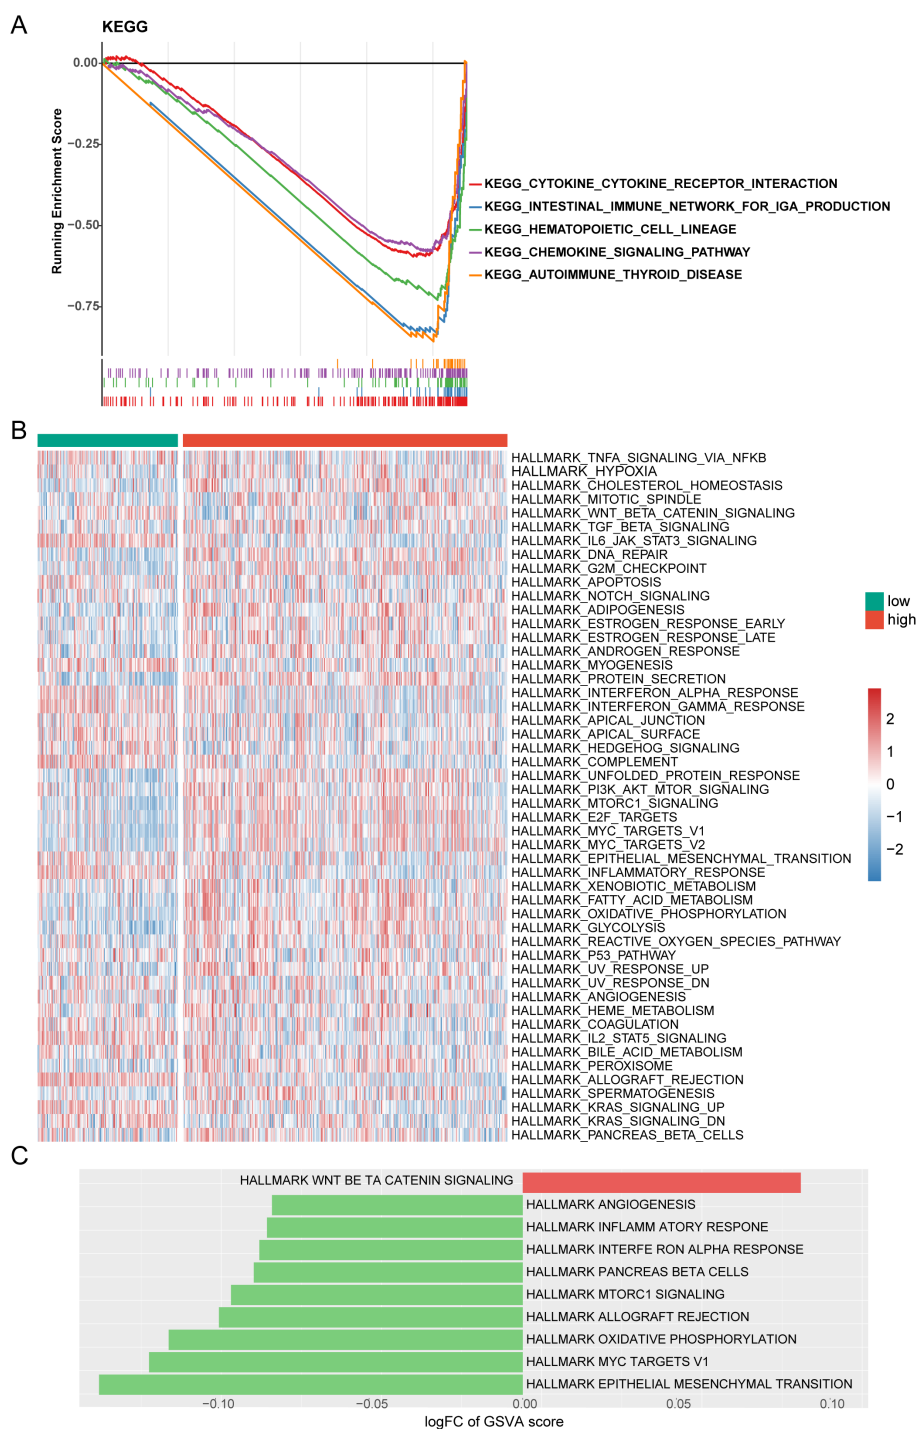 A
KEGG
0.00
−0.25
−0.50
−0.75
Running Enrichment Score
KEGG_CYTOKINE_CYTOKINE_RECEPTOR_INTERACTION
KEGG_INTESTINAL_IMMUNE_NETWORK_FOR_IGA_PRODUCTION
KEGG_HEMATOPOIETIC_CELL_LINEAGE
KEGG_CHEMOKINE_SIGNALING_PATHWAY
KEGG_AUTOIMMUNE_THYROID_DISEASE
B
HALLMARK_TNFA_SIGNALING_VIA_NFKB
HALLMARK_HYPOXIA
HALLMARK_CHOLESTEROL_HOMEOSTASIS
HALLMARK_MITOTIC_SPINDLE
HALLMARK_WNT_BETA_CATENIN_SIGNALING
HALLMARK_TGF_BETA_SIGNALING
HALLMARK_IL6_JAK_STAT3_SIGNALING
HALLMARK_DNA_REPAIR
HALLMARK_G2M_CHECKPOINT
HALLMARK_APOPTOSIS
HALLMARK_NOTCH_SIGNALING
HALLMARK_ADIPOGENESIS
HALLMARK_ESTROGEN_RESPONSE_EARLY
HALLMARK_ESTROGEN_RESPONSE_LATE
HALLMARK_ANDROGEN_RESPONSE
HALLMARK_MYOGENESIS
HALLMARK_PROTEIN_SECRETION
HALLMARK_INTERFERON_ALPHA_RESPONSE
HALLMARK_INTERFERON_GAMMA_RESPONSE
HALLMARK_APICAL_JUNCTION
HALLMARK_APICAL_SURFACE
HALLMARK_HEDGEHOG_SIGNALING
HALLMARK_COMPLEMENT
HALLMARK_UNFOLDED_PROTEIN_RESPONSE
HALLMARK_PI3K_AKT_MTOR_SIGNALING
HALLMARK_MTORC1_SIGNALING
HALLMARK_E2F_TARGETS
HALLMARK_MYC_TARGETS_V1
HALLMARK_MYC_TARGETS_V2
HALLMARK_EPITHELIAL_MESENCHYMAL_TRANSITION
HALLMARK_INFLAMMATORY_RESPONSE
HALLMARK_XENOBIOTIC_METABOLISM
HALLMARK_FATTY_ACID_METABOLISM
HALLMARK_OXIDATIVE_PHOSPHORYLATION
HALLMARK_GLYCOLYSIS
HALLMARK_REACTIVE_OXYGEN_SPECIES_PATHWAY
HALLMARK_P53_PATHWAY
HALLMARK_UV_RESPONSE_UP
HALLMARK_UV_RESPONSE_DN
HALLMARK_ANGIOGENESIS
HALLMARK_HEME_METABOLISM
HALLMARK_COAGULATION
HALLMARK_IL2_STAT5_SIGNALING
HALLMARK_BILE_ACID_METABOLISM
HALLMARK_PEROXISOME
HALLMARK_ALLOGRAFT_REJECTION
HALLMARK_SPERMATOGENESIS
HALLMARK_KRAS_SIGNALING_UP
HALLMARK_KRAS_SIGNALING_DN
HALLMARK_PANCREAS_BETA_CELLS
low
high
2
1
0
−1
−2
C
HALLMARK WNT BE TA CATENIN SIGNALING
HALLMARK ANGIOGENESIS
HALLMARK INFLAMM ATORY RESPONE
HALLMARK INTERFE RON ALPHA RESPONSE
HALLMARK PANCREAS BETA CELLS
HALLMARK MTORC1 SIGNALING
HALLMARK ALLOGRAFT REJECTION
HALLMARK OXIDATIVE PHOSPHORYLATION
HALLMARK MYC TARGETS V1
HALLMARK EPITHELIAL MESENCHYMAL TRANSITION
−0.10 −0.05 0.00 0.05 0.10
logFC of GSVA score